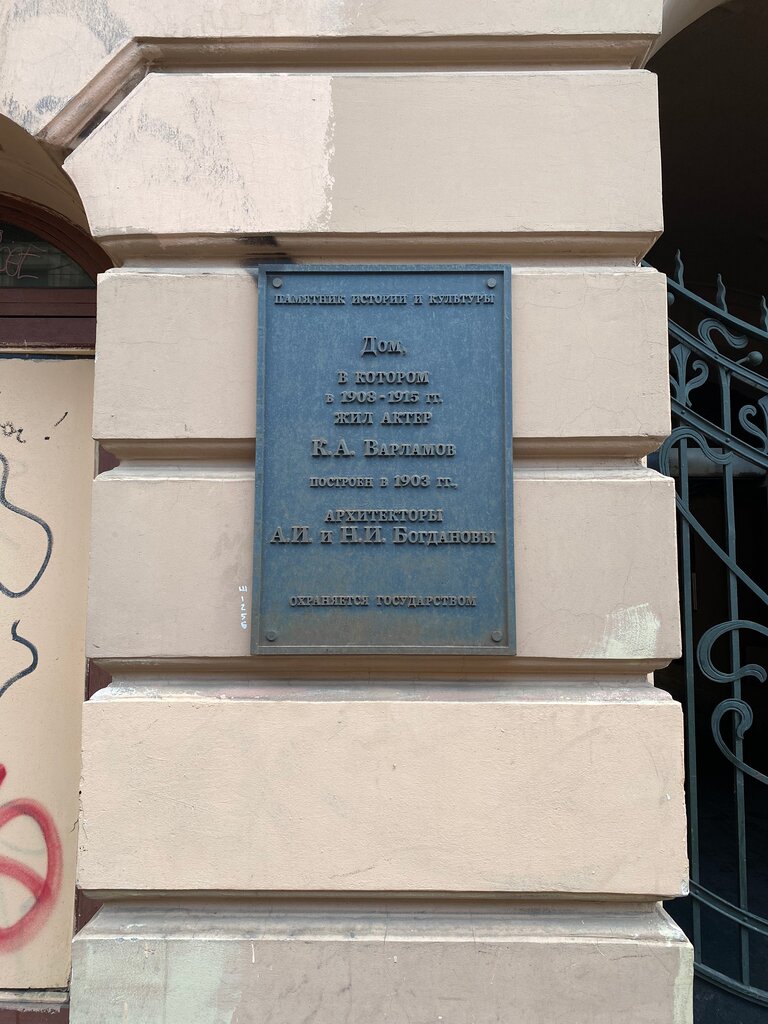 ПАМЯТНИК ИСТОРИИ И КУЛЬТУРЫ
Дом,
В КОТОРОМ
в 1908-1915 гг.
ЖИЛ АКТЕР
К.А. Варламов
ПОСТРОЕН в 1903 гг.,
АРХИТЕКТОРЫ
А.И. и Н.И. Богдановы
ОХРАНЯЕТСЯ ГОСУДАРСТВОМ